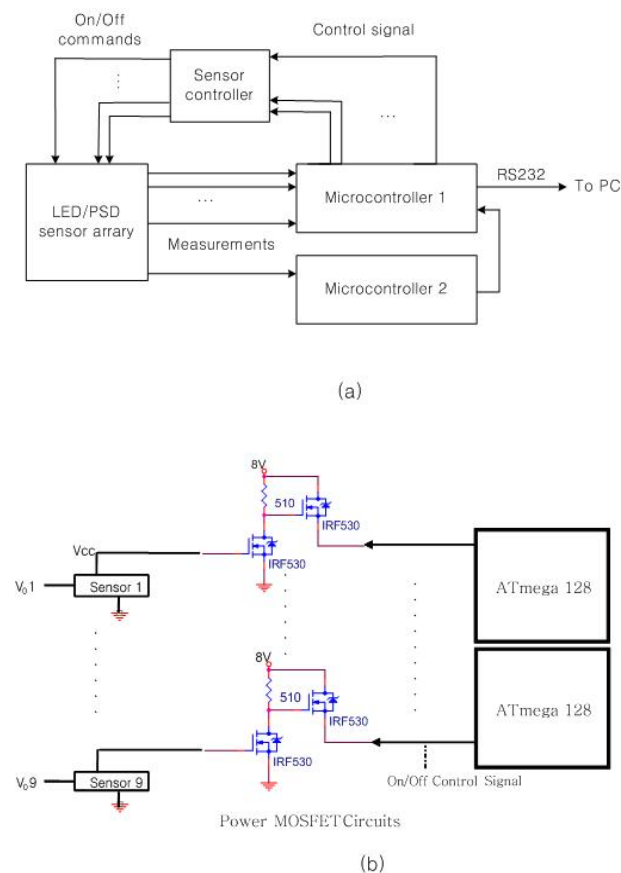 On/Off
commands
Control signal
Sensor
controller
...
...
LED/PSD
sensor arrary
...
Measurements
Microcontroller 1
RS232
To PC
Microcontroller 2
(a)
8V
510
IRF530
IRF530
Vcc
V₀1
Sensor 1
ATmega 128
8V
510
IRF530
IRF530
V₀9
Sensor 9
ATmega 128
On/Off Control Signal
Power MOSFET Circuits
(b)